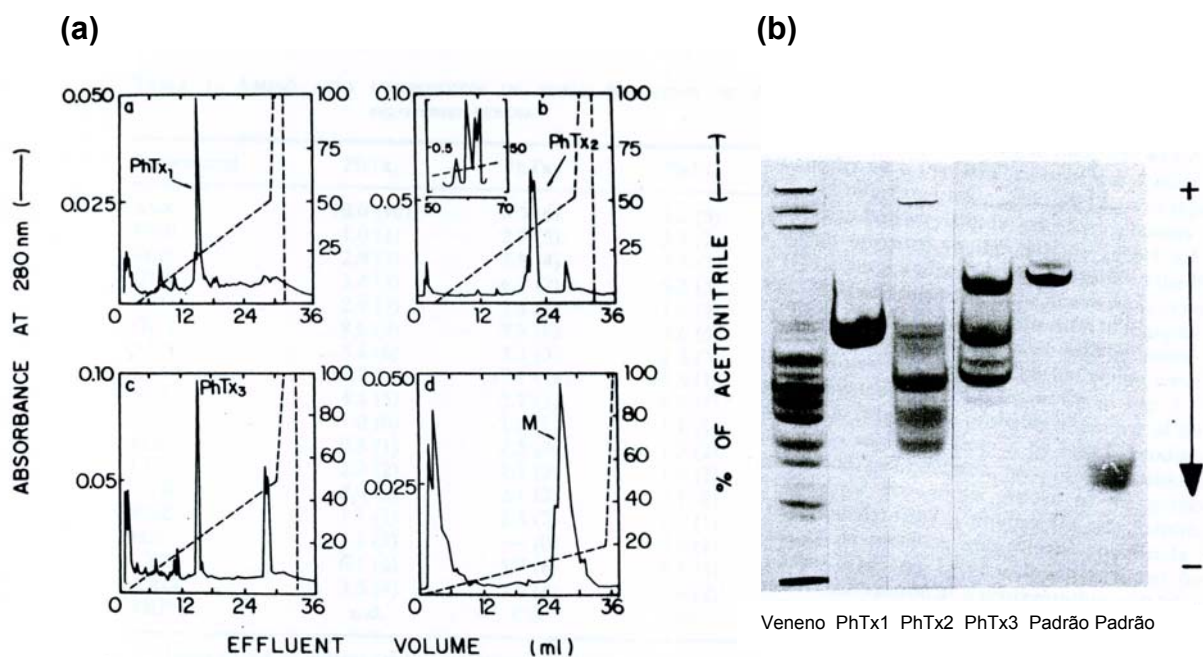 (a)
(b)
ABSORBANCE AT 280 nm (——)
% OF ACETONITRILE (----)
0.050
0.025
0
a
PhTx1
100
75
50
25
0 12 24 36
0.10
0.05
0
b
PhTx2
0.5
50
50 70
100
75
50
25
0 12 24 36
0.10
0.05
0
c
PhTx3
100
80
60
40
20
0 12 24 36
0.050
0.025
d
M
100
80
60
40
20
0 12 24 36
EFFLUENT VOLUME (ml)
+
–
Veneno PhTx1 PhTx2 PhTx3 Padrão Padrão